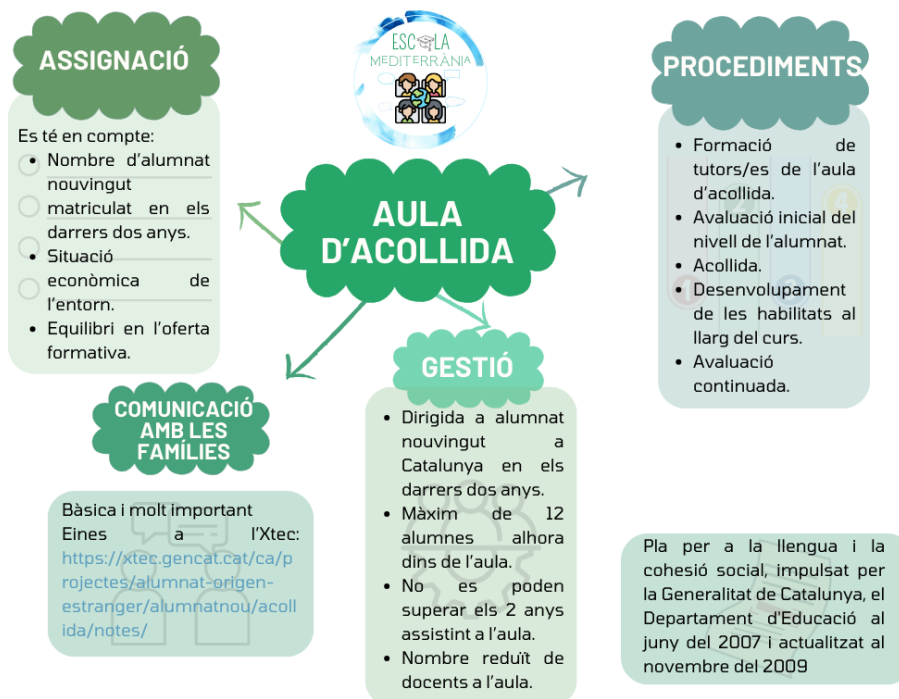 ESCOLA
MEDITERRÀNIA
ASSIGNACIÓ
Es té en compte:
• Nombre d'alumnat
nouvingut
matriculat en els
darrers dos anys.
• Situació
econòmica de
l'entorn.
• Equilibri en l'oferta
formativa.
AULA
D'ACOLLIDA
PROCEDIMENTS
• Formació de
tutors/es de l'aula
d'acollida.
• Avaluació inicial del
nivell de l'alumnat.
• Acollida.
• Desenvolupament
de les habilitats al
llarg del curs.
• Avaluació
continuada.
COMUNICACIÓ
AMB LES
FAMÍLIES
Bàsica i molt important
Eines a l'Xtec:
https://xtec.gencat.cat/ca/p
rojectes/alumnat-origen-
estranger/alumnatnou/acoll
ida/notes/
GESTIÓ
• Dirigida a alumnat
nouvingut a
Catalunya en els
darrers dos anys.
• Màxim de 12
alumnes alhora
dins de l'aula.
• No es poden
superar els 2 anys
assistint a l'aula.
• Nombre reduït de
docents a l'aula.
Pla per a la llengua i la
cohesió social, impulsat per
la Generalitat de Catalunya, el
Departament d'Educació al
juny del 2007 i actualitzat al
novembre del 2009